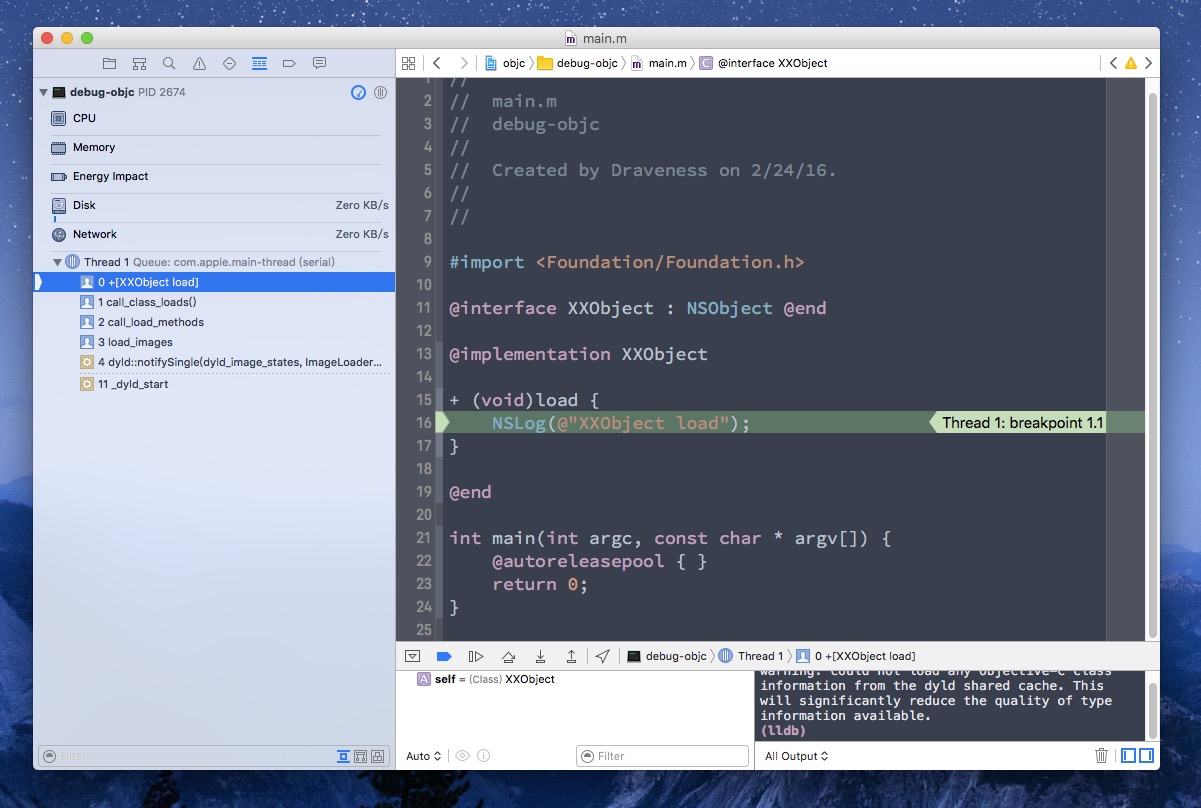 main.m
objc debug-objc main.m @interface XXObject
debug-objc PID 2674
CPU
Memory
Energy Impact
Disk Zero KB/s
Network Zero KB/s
Thread 1 Queue: com.apple.main-thread (serial)
0 +[XXObject load]
1 call_class_loads()
2 call_load_methods
3 load_images
4 dyld::notifySingle(dyld_image_states, ImageLoader...
11 _dyld_start
Filter
1 //
2 // main.m
3 // debug-objc
4 //
5 // Created by Draveness on 2/24/16.
6 //
7 //
8
9 #import <Foundation/Foundation.h>
10
11 @interface XXObject : NSObject @end
12
13 @implementation XXObject
14
15 + (void)load {
16 NSLog(@"XXObject load"); Thread 1: breakpoint 1.1
17 }
18
19 @end
20
21 int main(int argc, const char * argv[]) {
22 @autoreleasepool { }
23 return 0;
24 }
25
debug-objc Thread 1 0 +[XXObject load]
A self = (Class) XXObject
Auto Filter
warning: could not load any Objective-C class
information from the dyld shared cache. This
will significantly reduce the quality of type
information available.
(lldb)
All Output